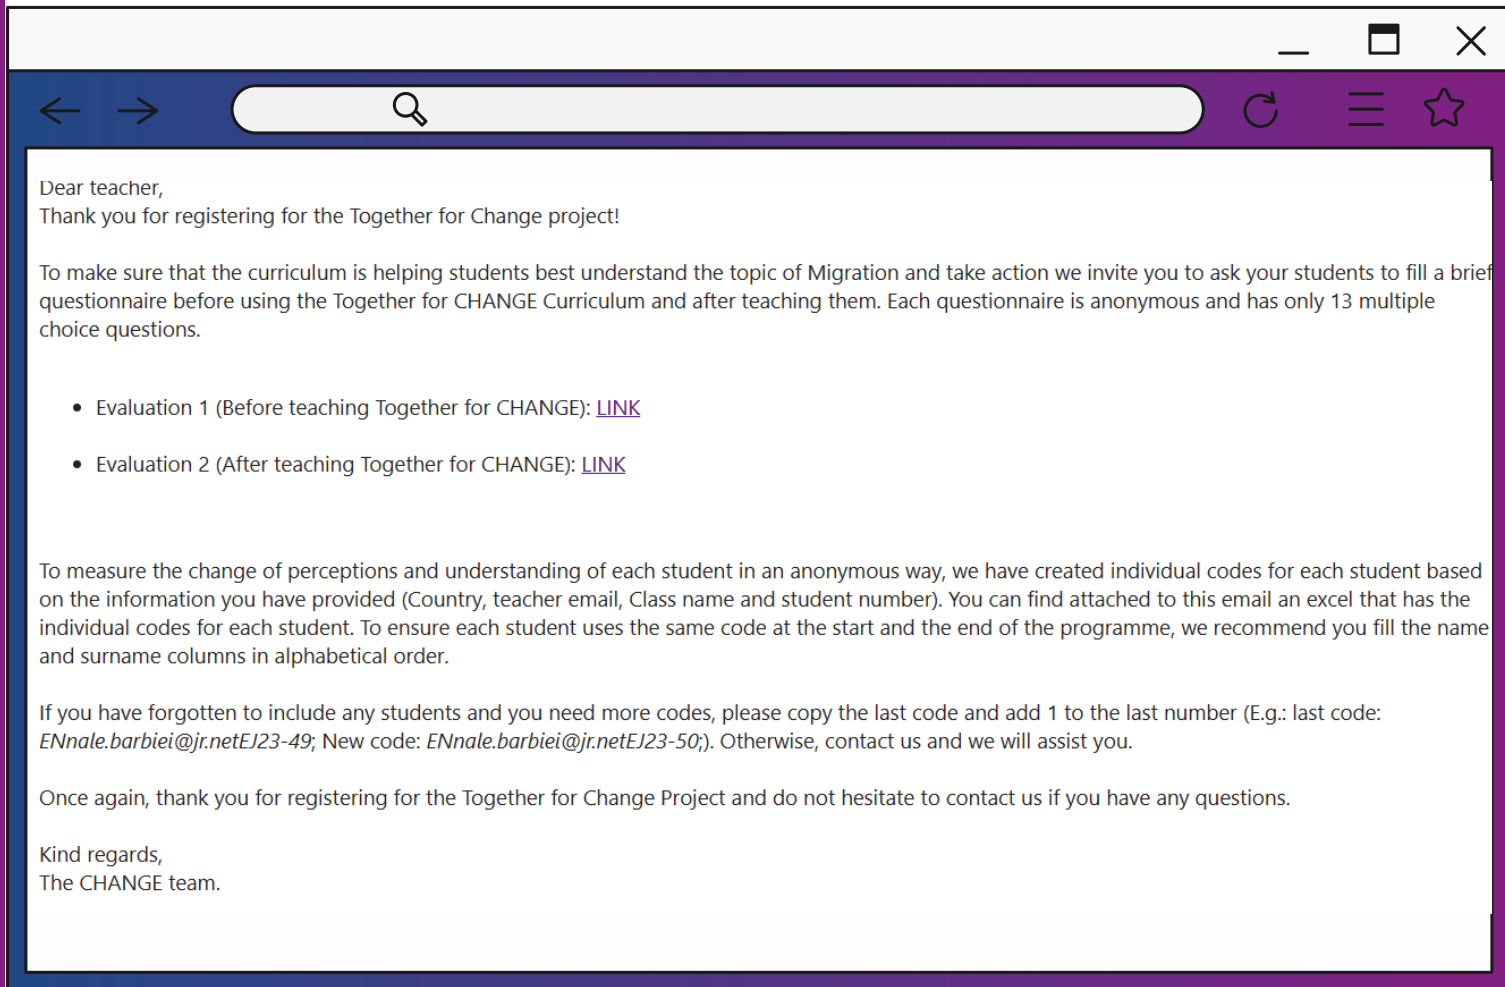 Dear teacher,
Thank you for registering for the Together for Change project!
To make sure that the curriculum is helping students best understand the topic of Migration and take action we invite you to ask your students to fill a brief
questionnaire before using the Together for CHANGE Curriculum and after teaching them. Each questionnaire is anonymous and has only 13 multiple
choice questions.
• Evaluation 1 (Before teaching Together for CHANGE): LINK
• Evaluation 2 (After teaching Together for CHANGE): LINK
To measure the change of perceptions and understanding of each student in an anonymous way, we have created individual codes for each student based
on the information you have provided (Country, teacher email, Class name and student number). You can find attached to this email an excel that has the
individual codes for each student. To ensure each student uses the same code at the start and the end of the programme, we recommend you fill the name
and surname columns in alphabetical order.
If you have forgotten to include any students and you need more codes, please copy the last code and add 1 to the last number (E.g.: last code:
ENnale.barbiei@jr.netEJ23-49; New code: ENnale.barbiei@jr.netEJ23-50;). Otherwise, contact us and we will assist you.
Once again, thank you for registering for the Together for Change Project and do not hesitate to contact us if you have any questions.
Kind regards,
The CHANGE team.